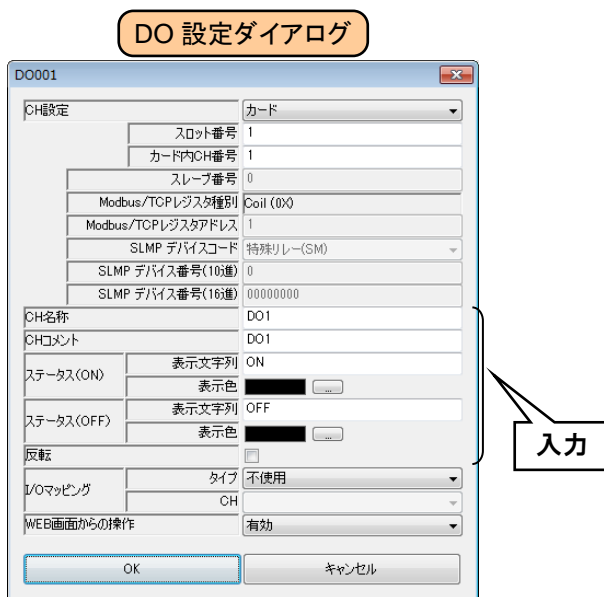 DO 設定ダイアログ
DO001
CH設定 カード
スロット番号 1
カード内CH番号 1
スレーブ番号 0
Modbus/TCPレジスタ種別 Coil (0X)
Modbus/TCPレジスタアドレス 1
SLMP デバイスコード 特殊リレー(SM)
SLMP デバイス番号(10進) 0
SLMP デバイス番号(16進) 00000000
CH名称 DO1
CHコメント DO1
ステータス(ON) 表示文字列 ON
表示色 ...
ステータス(OFF) 表示文字列 OFF
表示色 ...
反転
入力
I/Oマッピング タイプ 不使用
CH
WEB画面からの操作 有効
OK キャンセル